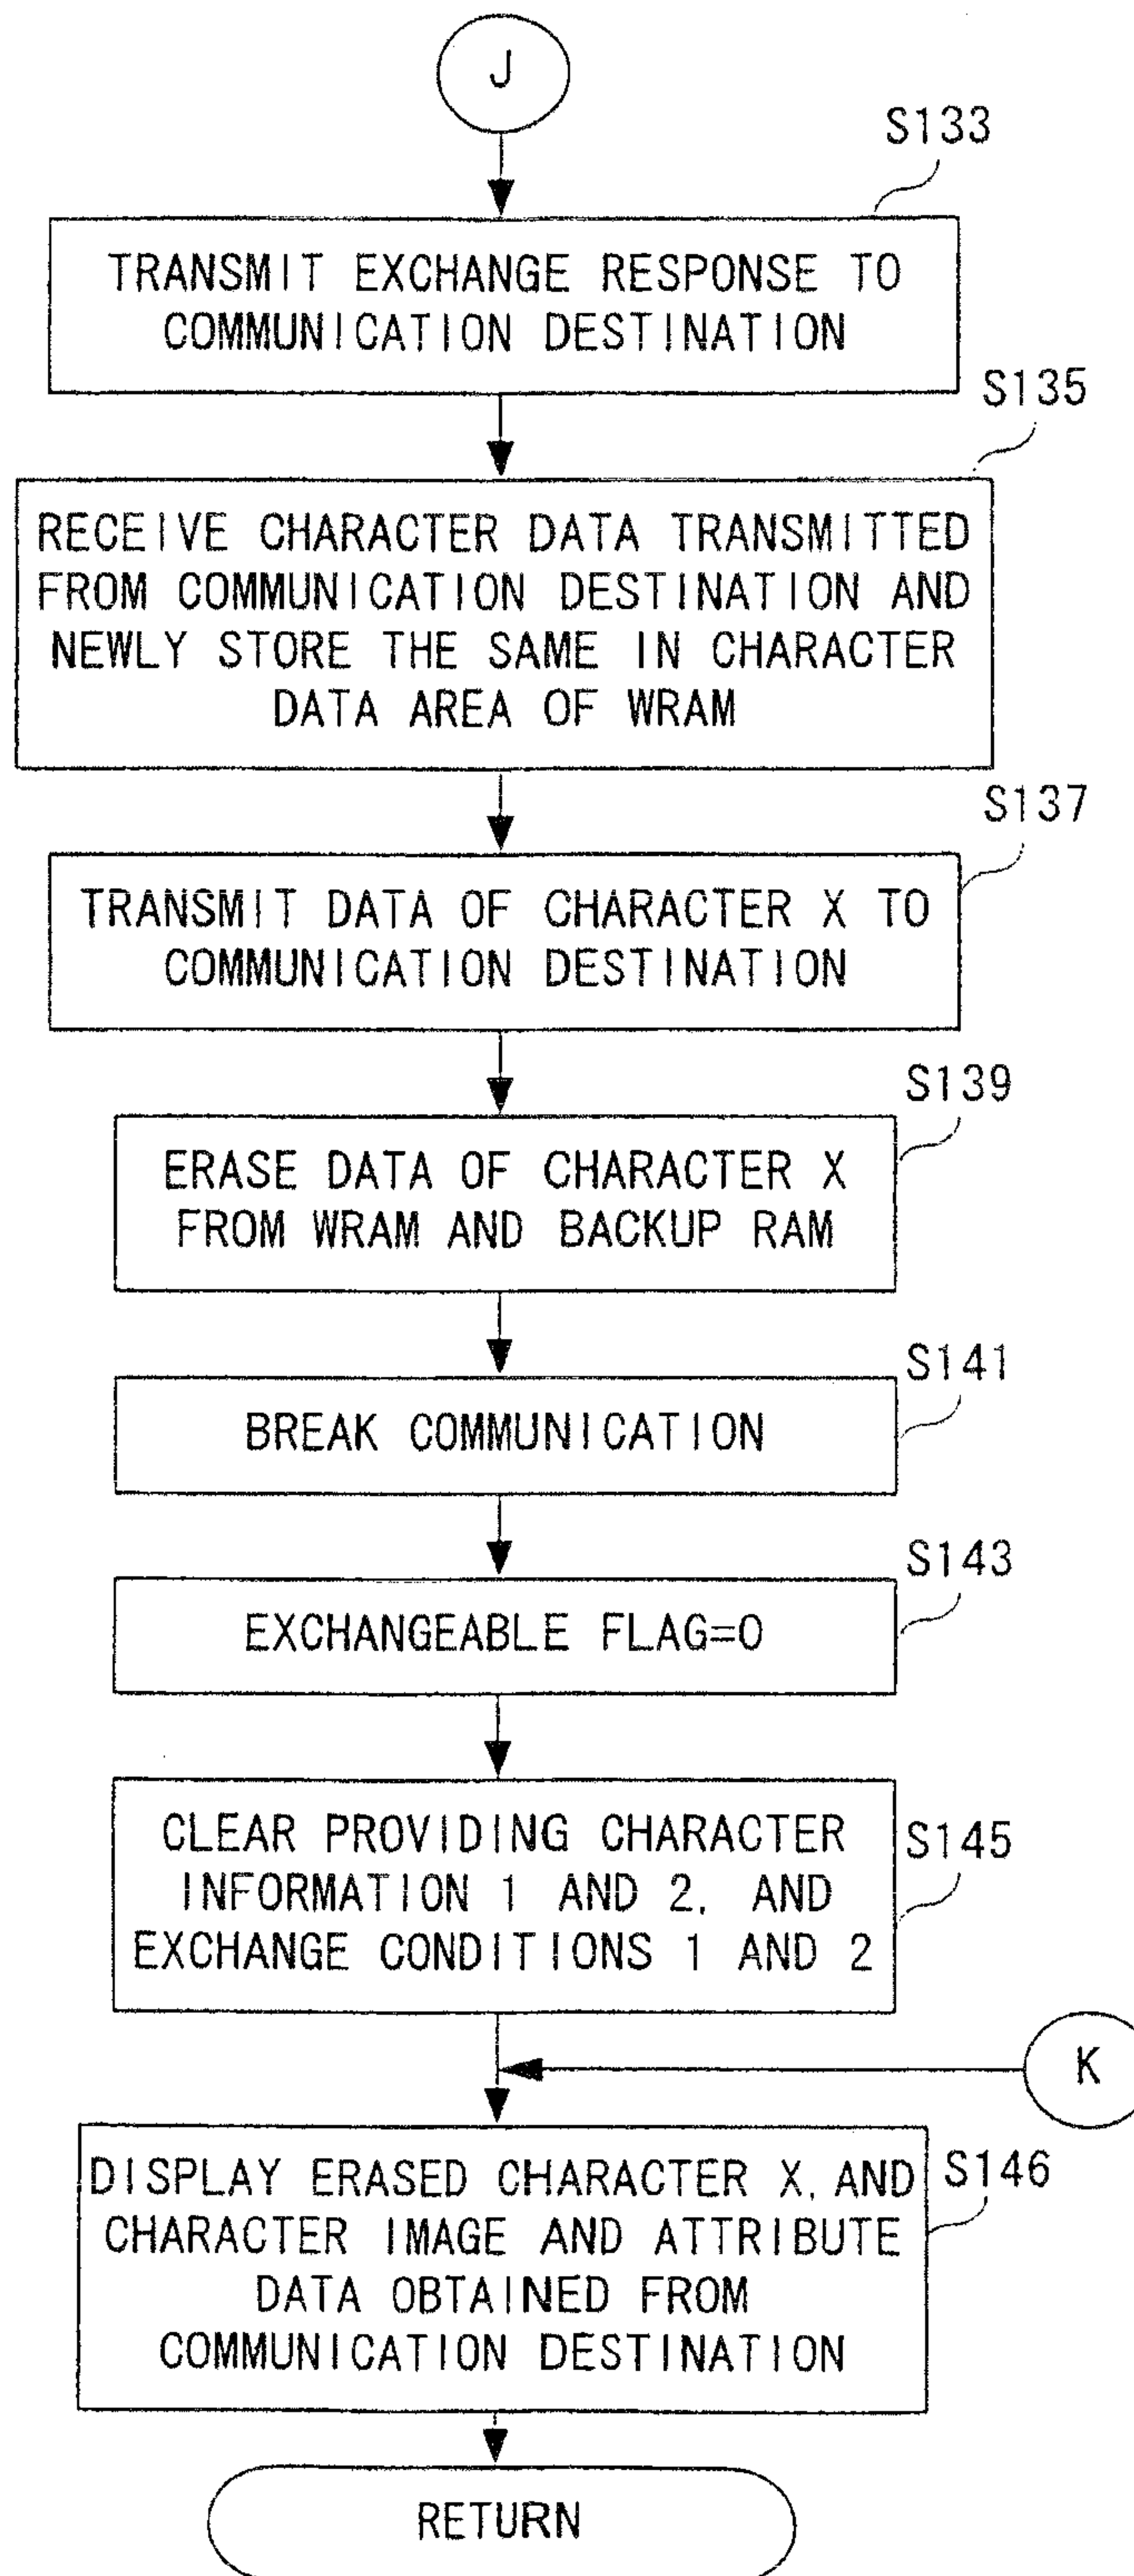 J
S133
TRANSMIT EXCHANGE RESPONSE TO
COMMUNICATION DESTINATION
S135
RECEIVE CHARACTER DATA TRANSMITTED
FROM COMMUNICATION DESTINATION AND
NEWLY STORE THE SAME IN CHARACTER
DATA AREA OF WRAM
S137
TRANSMIT DATA OF CHARACTER X TO
COMMUNICATION DESTINATION
S139
ERASE DATA OF CHARACTER X
FROM WRAM AND BACKUP RAM
S141
BREAK COMMUNICATION
S143
EXCHANGEABLE FLAG=0
CLEAR PROVIDING CHARACTER
S145
INFORMATION 1 AND 2, AND
EXCHANGE CONDITIONS 1 AND 2
K
DISPLAY ERASED CHARACTER X, AND
S146
CHARACTER IMAGE AND ATTRIBUTE
DATA OBTAINED FROM
COMMUNICATION DESTINATION
RETURN